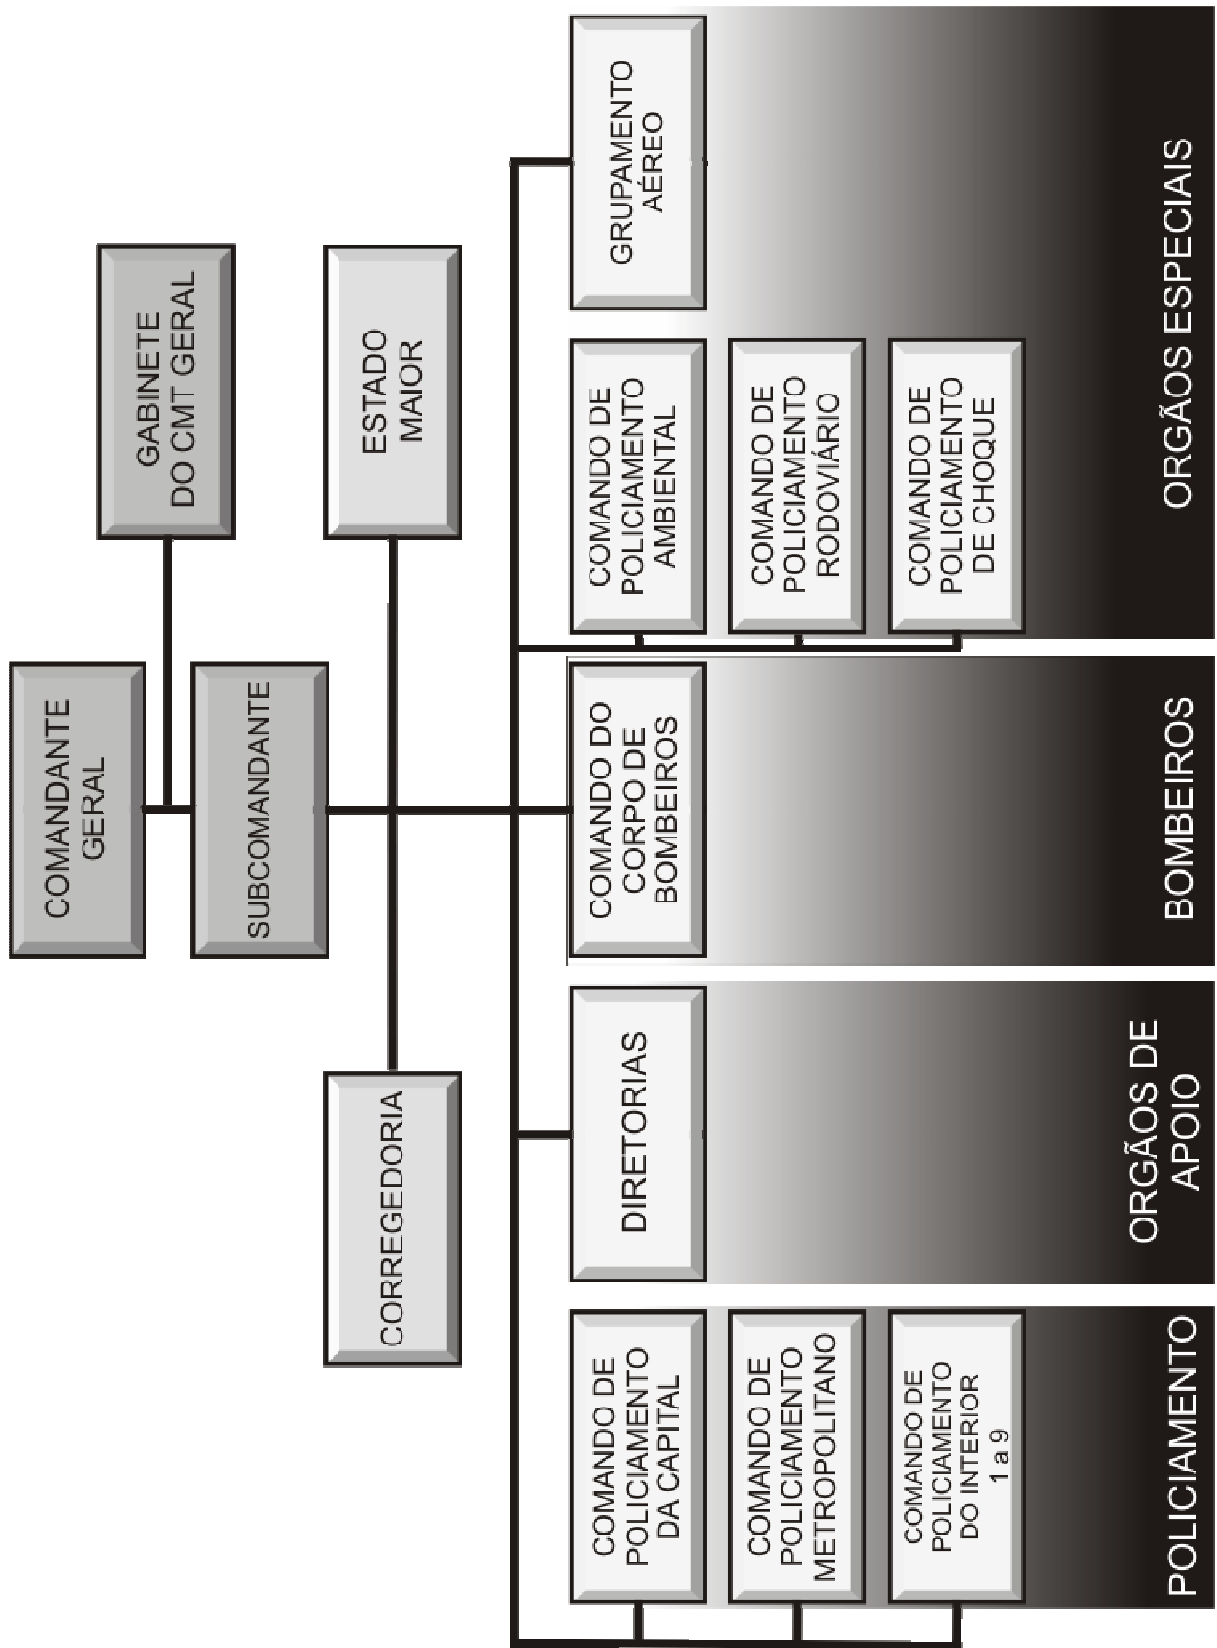 COMANDANTE
GERAL
GABINETE
DO CMT GERAL
SUBCOMANDANTE
CORREGEDORIA
ESTADO
MAIOR
COMANDO DE
POLICIAMENTO
DA CAPITAL
COMANDO DE
POLICIAMENTO
METROPOLITANO
COMANDO DE
POLICIAMENTO
DO INTERIOR
1 a 9
POLICIAMENTO
DIRETORIAS
ORGÃOS DE
APOIO
COMANDO DO
CORPO DE
BOMBEIROS
BOMBEIROS
COMANDO DE
POLICIAMENTO
AMBIENTAL
COMANDO DE
POLICIAMENTO
RODOVIÁRIO
COMANDO DE
POLICIAMENTO
DE CHOQUE
GRUPAMENTO
AÉREO
ORGÃOS ESPECIAIS